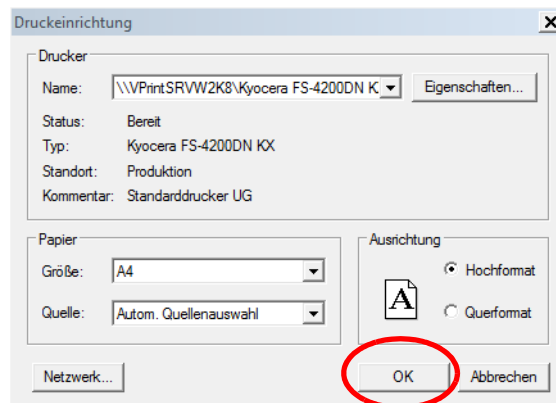 Druckeinrichtung
Drucker
Name: \\VPrintSRVW2K8\Kyocera FS-4200DN K Eigenschaften...
Status: Bereit
Typ: Kyocera FS-4200DN KX
Standort: Produktion
Kommentar: Standarddrucker UG
Papier
Größe: A4
Quelle: Autom. Quellenauswahl
Ausrichtung
A
Hochformat
Querformat
Netzwerk... OK Abbrechen